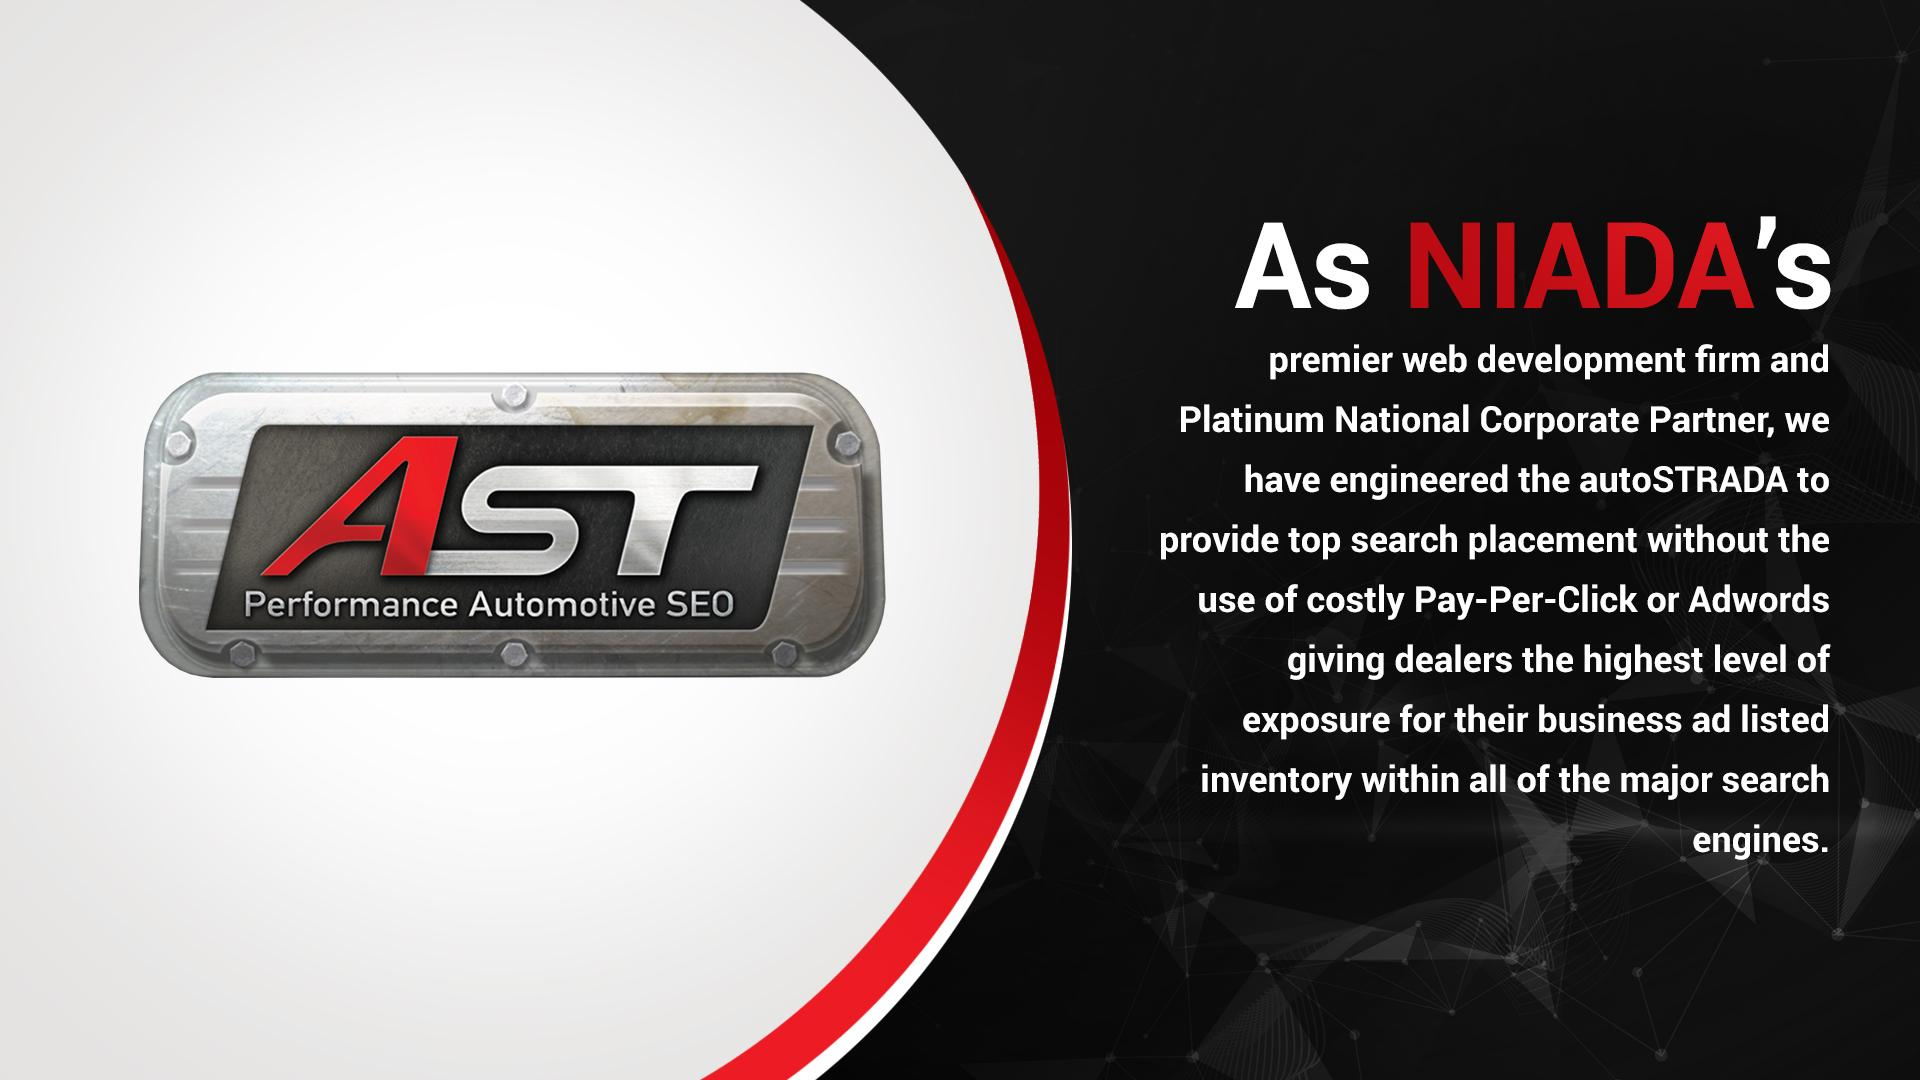 AST
Performance Automotive SEO
As NIADA’s
premier web development firm and
Platinum National Corporate Partner, we
have engineered the autoSTRADA to
provide top search placement without the
use of costly Pay-Per-Click or Adwords
giving dealers the highest level of
exposure for their business ad listed
inventory within all of the major search
engines.